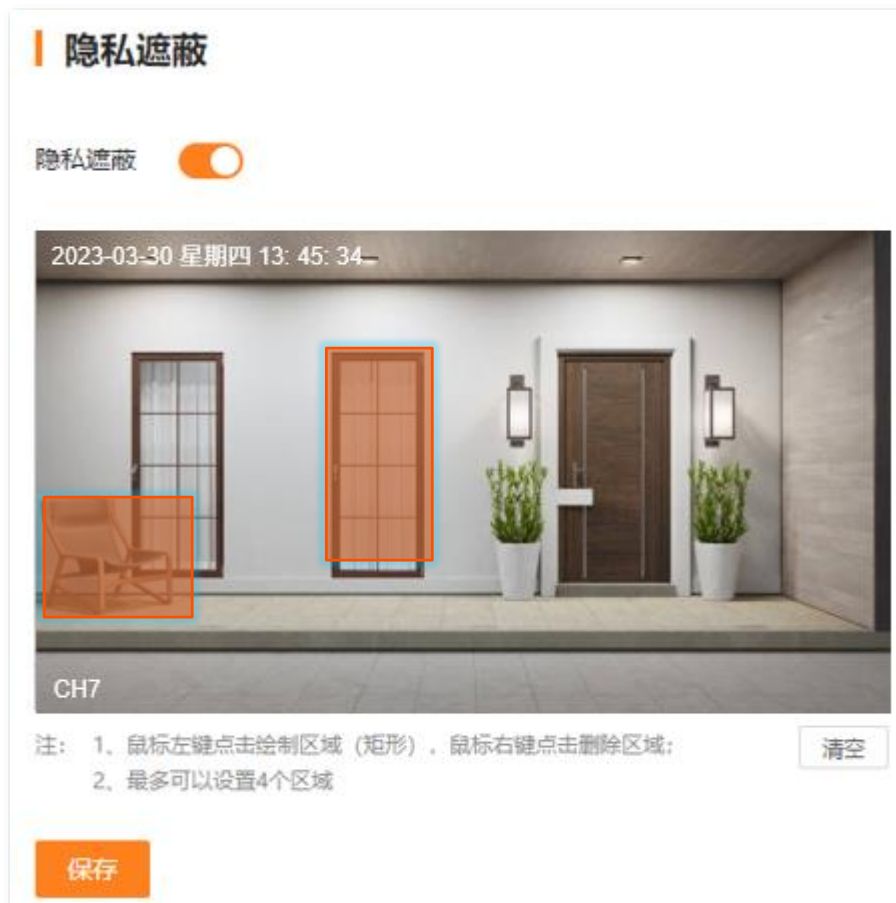 隐私遮蔽
隐私遮蔽
2023-03-30 星期四 13: 45: 34
CH7
注： 1、鼠标左键点击绘制区域（矩形），鼠标右键点击删除区域；
2、最多可以设置4个区域
清空
保存